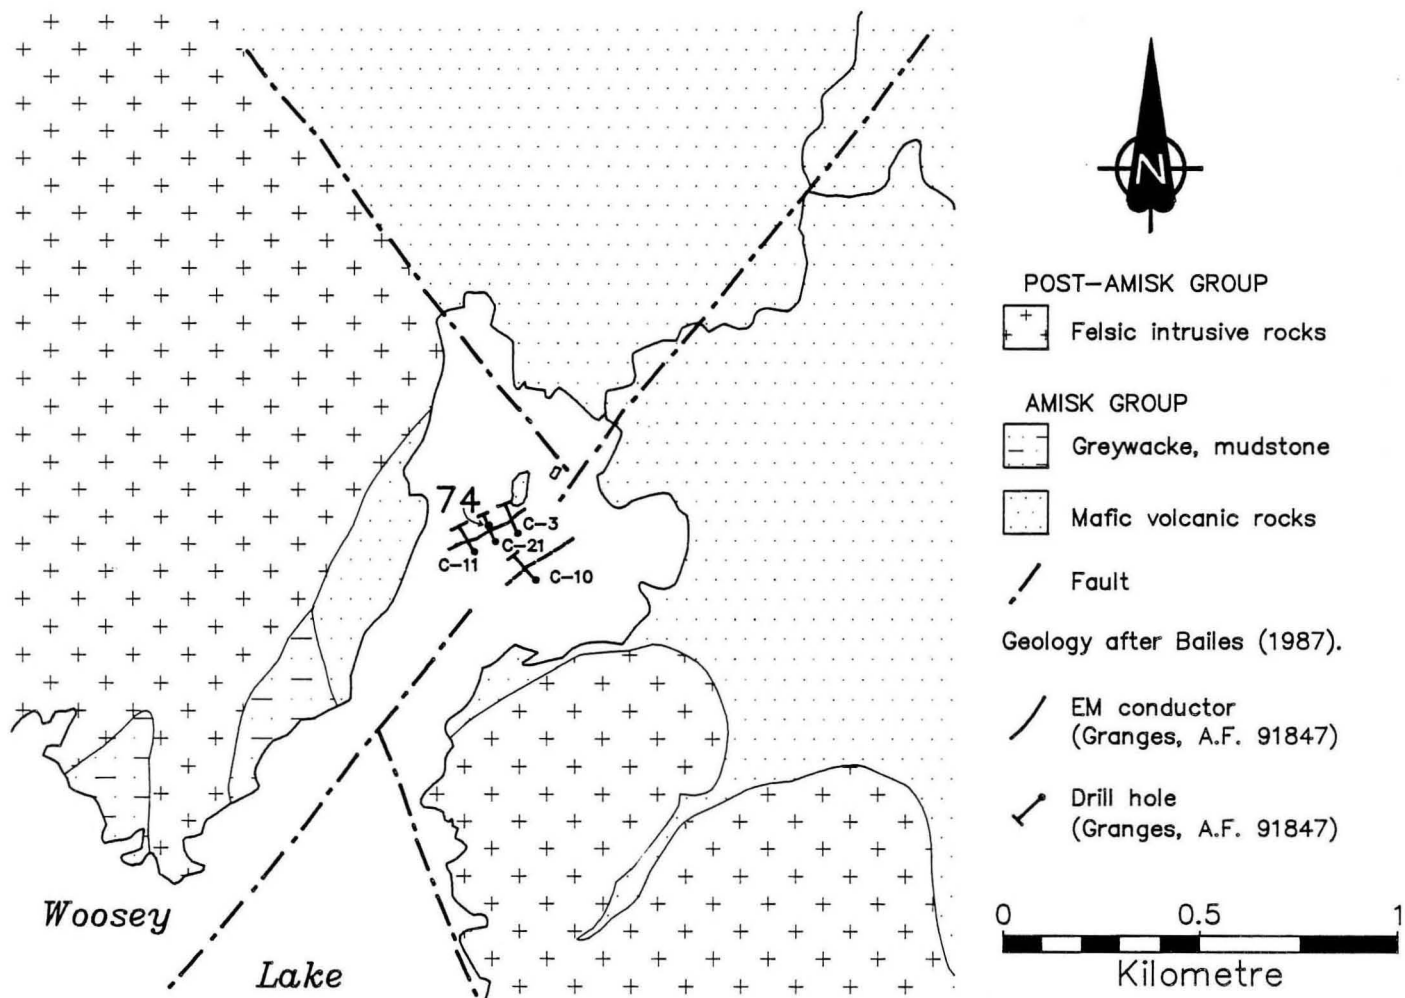 74
C-3
C-21
C-11
C-10
Woosey
Lake
N
POST-AMISK GROUP
Felsic intrusive rocks
AMISK GROUP
Greywacke, mudstone
Mafic volcanic rocks
Fault
Geology after Bailes (1987).
EM conductor
(Granges, A.F. 91847)
Drill hole
(Granges, A.F. 91847)
0 0.5 1
Kilometre